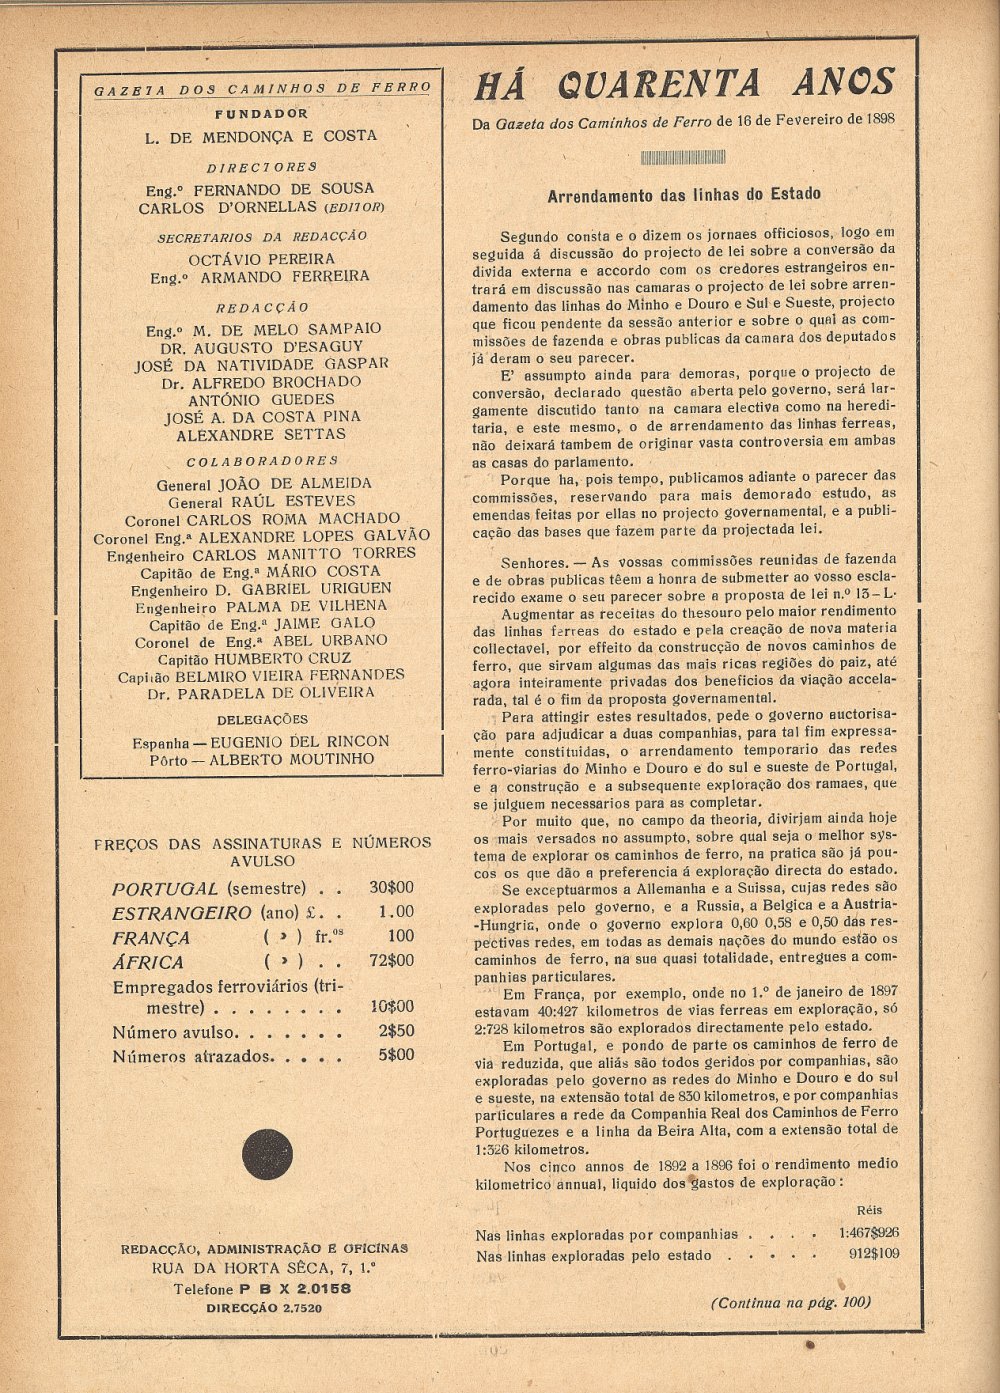 GAZETA DOS CAMINHOS DE FERRO
FUNDADOR
L. DE MENDONÇA E COSTA
DIRECTORES
Eng.º FERNANDO DE SOUSA
CARLOS D'ORNELLAS (EDITOR)
SECRETARIOS DA REDACÇÃO
OCTÁVIO PEREIRA
Eng.º ARMANDO FERREIRA
REDACÇÃO
Eng.º M. DE MELO SAMPAIO
DR. AUGUSTO D'ESAGUY
JOSÉ DA NATIVIDADE GASPAR
Dr. ALFREDO BROCHADO
ANTÓNIO GUEDES
JOSÉ A. DA COSTA PINA
ALEXANDRE SETTAS
COLABORADORES
General JOÃO DE ALMEIDA
General RAÚL ESTEVES
Coronel CARLOS ROMA MACHADO
Coronel Eng.ª ALEXANDRE LOPES GALVÃO
Engenheiro CARLOS MANITTO TORRES
Capitão de Eng.ª MÁRIO COSTA
Engenheiro D. GABRIEL URIGUEN
Engenheiro PALMA DE VILHENA
Capitão de Eng.ª JAIME GALO
Coronel de Eng.ª ABEL URBANO
Capitão HUMBERTO CRUZ
Capitão BELMIRO VIEIRA FERNANDES
Dr. PARADELA DE OLIVEIRA
DELEGAÇÕES
Espanha — EUGENIO DEL RINCON
Pôrto — ALBERTO MOUTINHO
PREÇOS DAS ASSINATURAS E NÚMEROS
AVULSO
PORTUGAL (semestre) . . 30$00
ESTRANGEIRO (ano) £. . 1.00
FRANÇA ( » ) fr.os 100
ÁFRICA ( » ) . . 72$00
Empregados ferroviários (tri-
mestre) . . . . . . . . 10$00
Número avulso. . . . . . . 2$50
Números atrazados. . . . . 5$00
REDACÇÃO, ADMINISTRAÇÃO E OFICINAS
RUA DA HORTA SÊCA, 7, 1.º
Telefone P B X 2.0158
DIRECÇÃO 2.7520
HÁ QUARENTA ANOS
Da Gazeta dos Caminhos de Ferro de 16 de Fevereiro de 1898
Arrendamento das linhas do Estado
Segundo consta e o dizem os jornaes officiosos, logo em
seguida á discussão do projecto de lei sobre a conversão da
divida externa e accordo com os credores estrangeiros en-
trará em discussão nas camaras o projecto de lei sobre arren-
damento das linhas do Minho e Douro e Sul e Sueste, projecto
que ficou pendente da sessão anterior e sobre o qual as com-
missões de fazenda e obras publicas da camara dos deputados
já deram o seu parecer.
E' assumpto ainda para demoras, porque o projecto de
conversão, declarado questão aberta pelo governo, será lar-
gamente discutido tanto na camara electiva como na heredi-
taria, e este mesmo, o de arrendamento das linhas ferreas,
não deixará tambem de originar vasta controversia em ambas
as casas do parlamento.
Porque ha, pois tempo, publicamos adiante o parecer das
commissões, reservando para mais demorado estudo, as
emendas feitas por ellas no projecto governamental, e a publi-
cação das bases que fazem parte da projectada lei.
Senhores. — As vossas commissões reunidas de fazenda
e de obras publicas têem a honra de submetter ao vosso escla-
recido exame o seu parecer sobre a proposta de lei n.º 13-L.
Augmentar as receitas do thesouro pelo maior rendimento
das linhas ferreas do estado e pela creação de nova materia
collectavel, por effeito da construcção de novos caminhos de
ferro, que sirvam algumas das mais ricas regiões do paiz, até
agora inteiramente privadas dos beneficios da viação accele-
rada, tal é o fim da proposta governamental.
Para attingir estes resultados, pede o governo auctorisa-
ção para adjudicar a duas companhias, para tal fim expressa-
mente constituidas, o arrendamento temporario das redes
ferro-viarias do Minho e Douro e do sul e sueste de Portugal,
e a construção e a subsequente exploração dos ramaes, que
se julguem necessarios para as completar.
Por muito que, no campo da theoria, divirjam ainda hoje
os mais versados no assumpto, sobre qual seja o melhor sys-
tema de explorar os caminhos de ferro, na pratica são já pou-
cos os que dão a preferencia á exploração directa do estado.
Se exceptuarmos a Allemanha e a Suissa, cujas redes são
exploradas pelo governo, e a Russia, a Belgica e a Austria-
-Hungria, onde o governo explora 0,60 0,58 e 0,50 das res-
pectivas redes, em todas as demais nações do mundo estão os
caminhos de ferro, na sua quasi totalidade, entregues a com-
panhias particulares.
Em França, por exemplo, onde no 1.º de janeiro de 1897
estavam 40:427 kilometros de vias ferreas em exploração, só
2:728 kilometros são explorados directamente pelo estado.
Em Portugal, e pondo de parte os caminhos de ferro de
via reduzida, que aliás são todos geridos por companhias, são
exploradas pelo governo as redes do Minho e Douro e do sul
e sueste, na extensão total de 830 kilometros, e por companhias
particulares a rede da Companhia Real dos Caminhos de Ferro
Portuguezes e a linha da Beira Alta, com a extensão total de
1:326 kilometros.
Nos cinco annos de 1892 a 1896 foi o rendimento medio
kilometrico annual, liquido dos gastos de exploração:
Réis
Nas linhas exploradas por companhias . . . . 1:467$926
Nas linhas exploradas pelo estado . . . . . 912$109
(Continua na pág. 100)